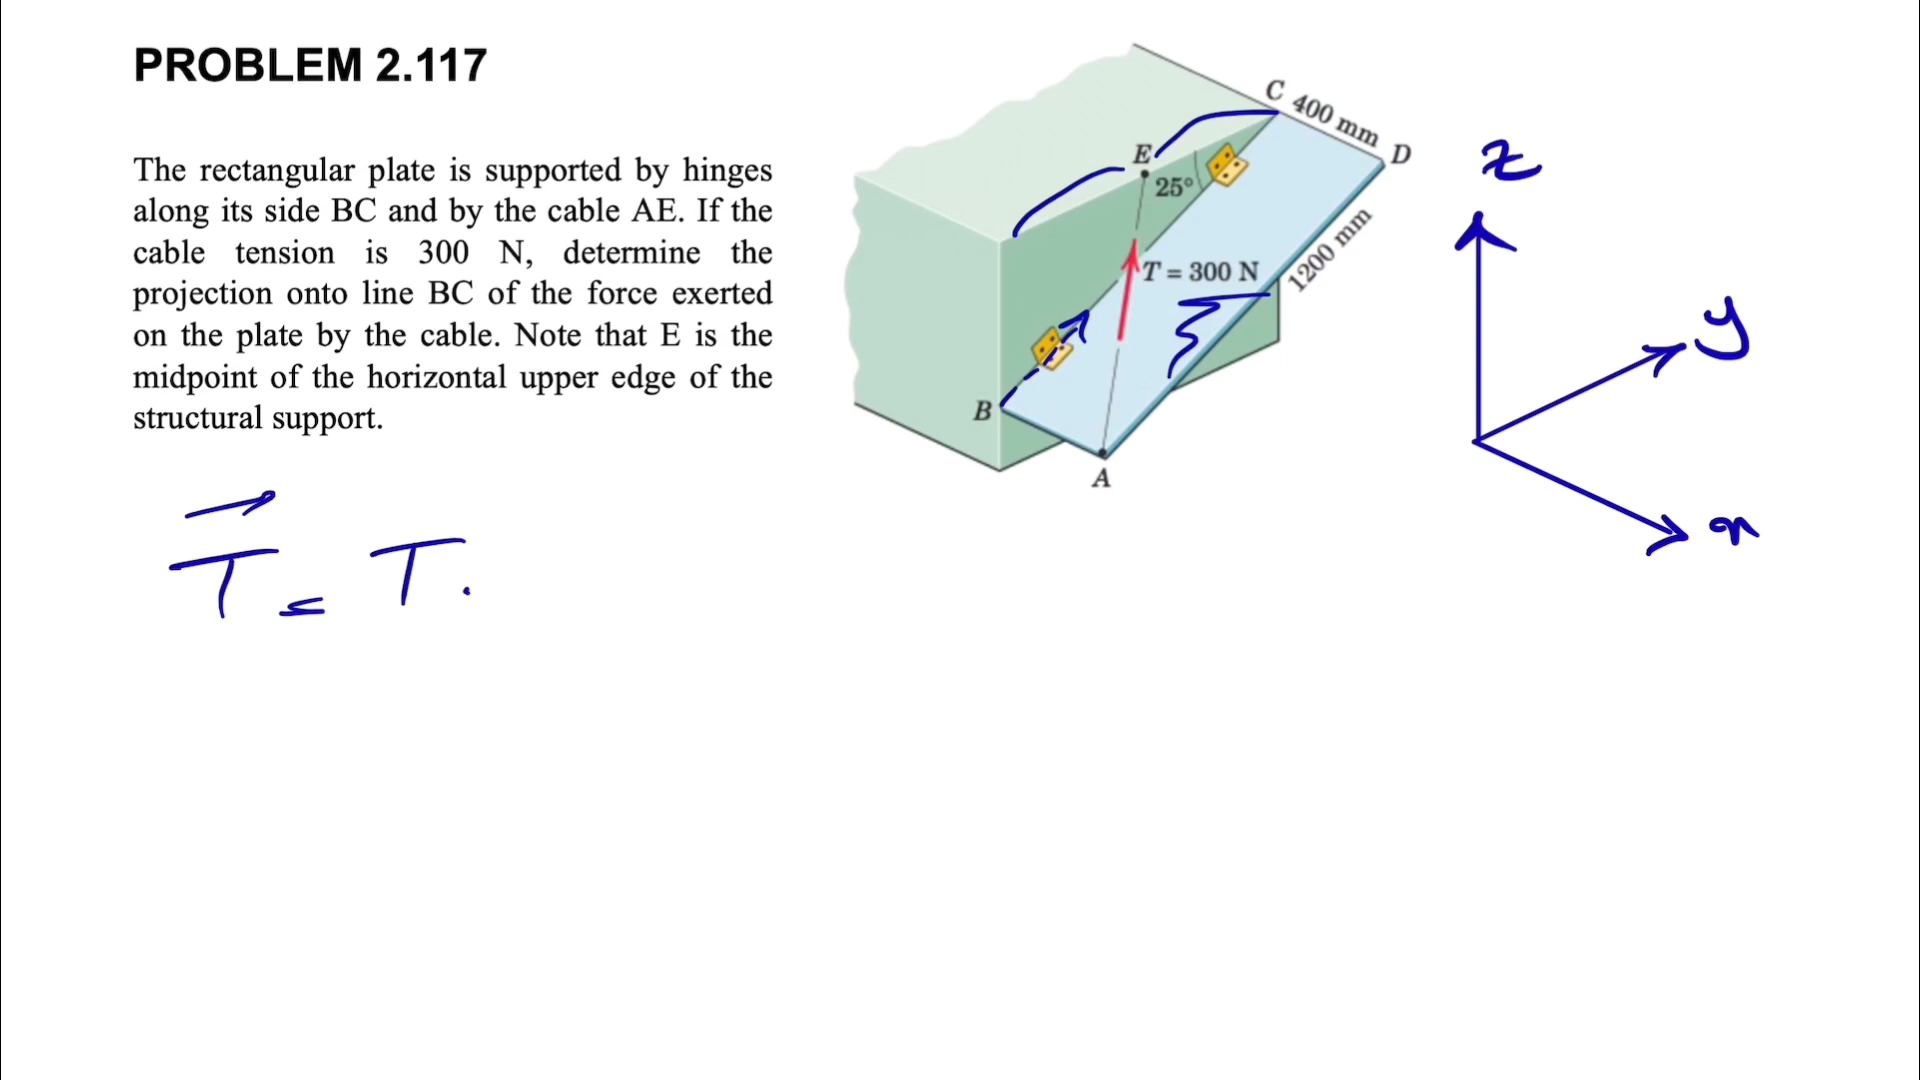 PROBLEM 2.117
The rectangular plate is supported by hinges
along its side BC and by the cable AE. If the
cable tension is 300 N, determine the
projection onto line BC of the force exerted
on the plate by the cable. Note that E is the
midpoint of the horizontal upper edge of the
structural support.
C 400 mm D
E
25°
T = 300 N
1200 mm
B
A
z
y
x
T = T.